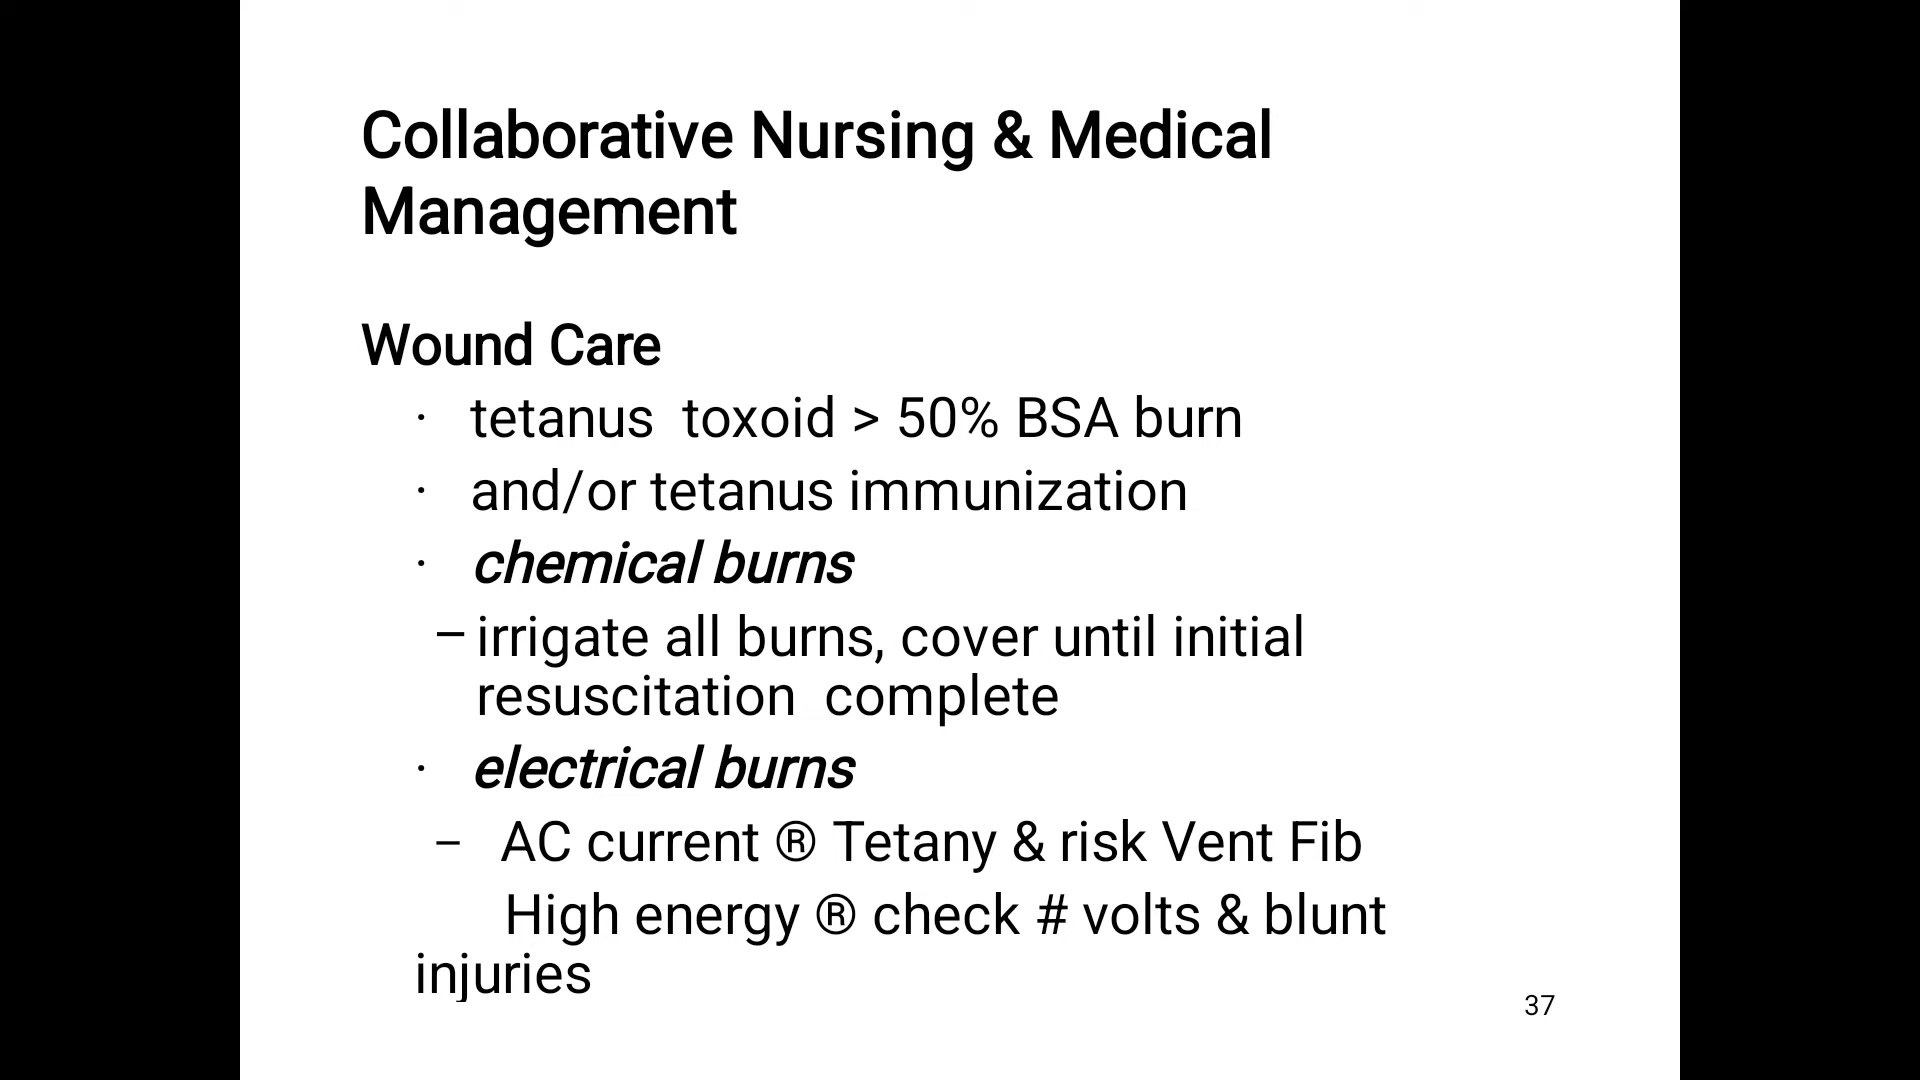 Collaborative Nursing & Medical
Management
Wound Care
· tetanus  toxoid > 50% BSA burn
· and/or tetanus immunization
· chemical burns
– irrigate all burns, cover until initial
resuscitation  complete
· electrical burns
– AC current ® Tetany & risk Vent Fib
High energy ® check # volts & blunt
injuries
37